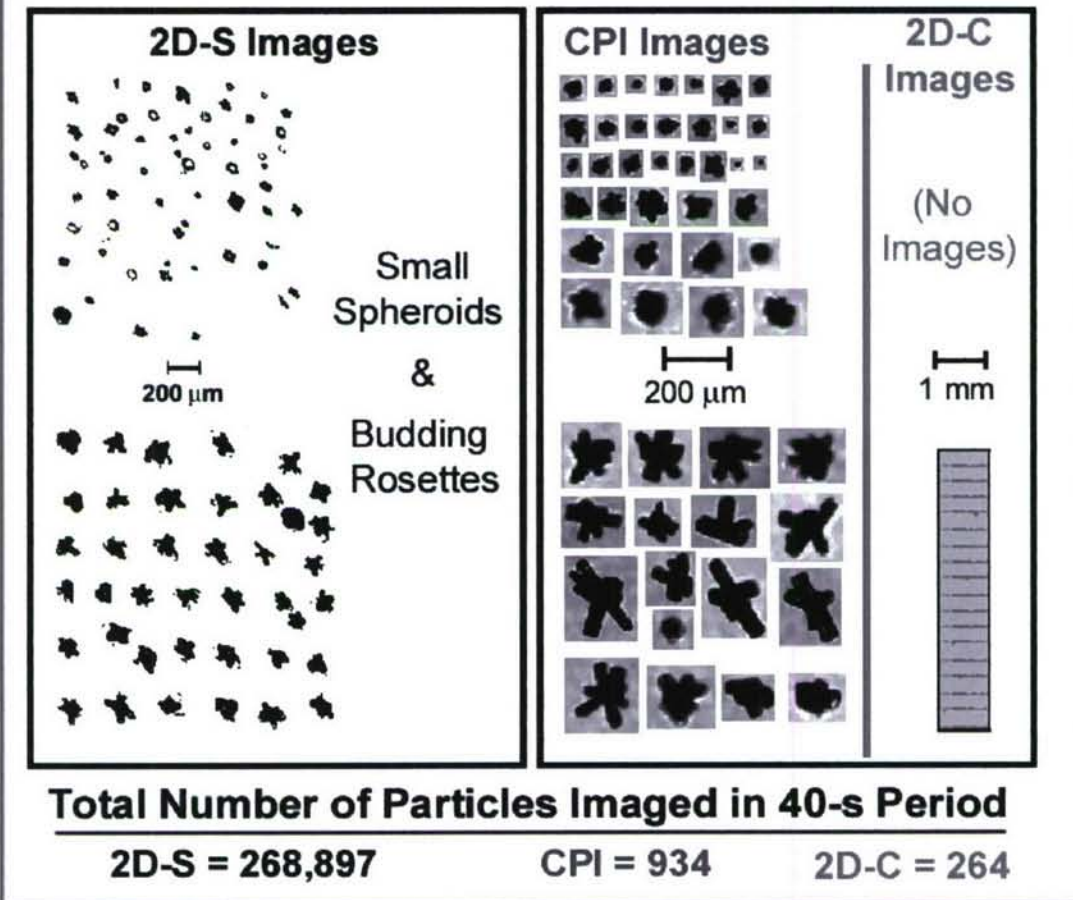 2D-S Images
Small
Spheroids
&
Budding
Rosettes
200 μm
CPI Images
200 μm
2D-C
Images
(No
Images)
1 mm
Total Number of Particles Imaged in 40-s Period
2D-S = 268,897
CPI = 934
2D-C = 264